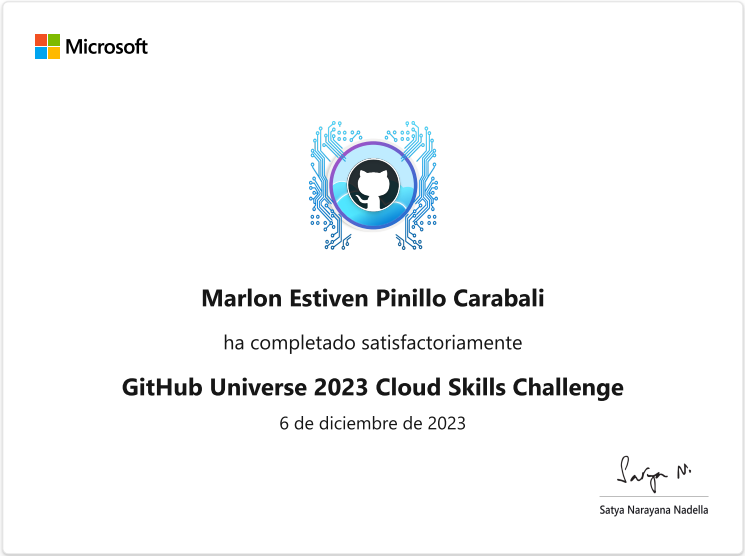 Microsoft
Marlon Estiven Pinillo Carabali
ha completado satisfactoriamente
GitHub Universe 2023 Cloud Skills Challenge
6 de diciembre de 2023
Satya N.
Satya Narayana Nadella